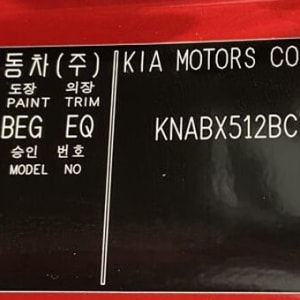 동차(주) KIA MOTORS CO
도장 의장
PAINT TRIM
BEG EQ KNABX512BC
승인 번호
MODEL NO